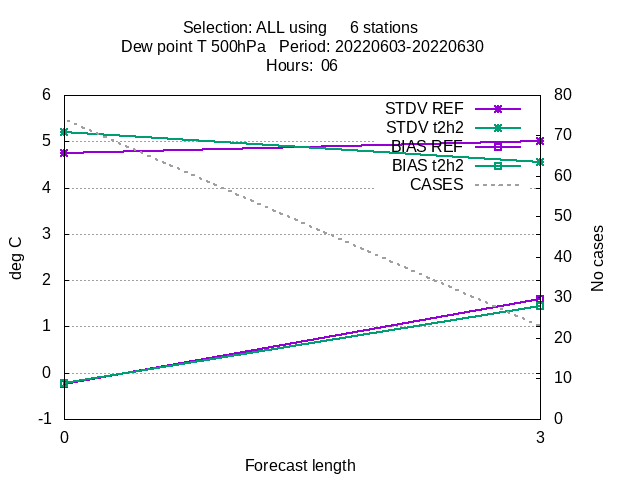 Selection: ALL using 6 stations
Dew point T 500hPa Period: 20220603-20220630
Hours: 06
STDV REF
STDV t2h2
BIAS REF
BIAS t2h2
CASES
6
5
4
3
2
1
0
-1
80
70
60
50
40
30
20
10
0
deg C
No cases
0
3
Forecast length